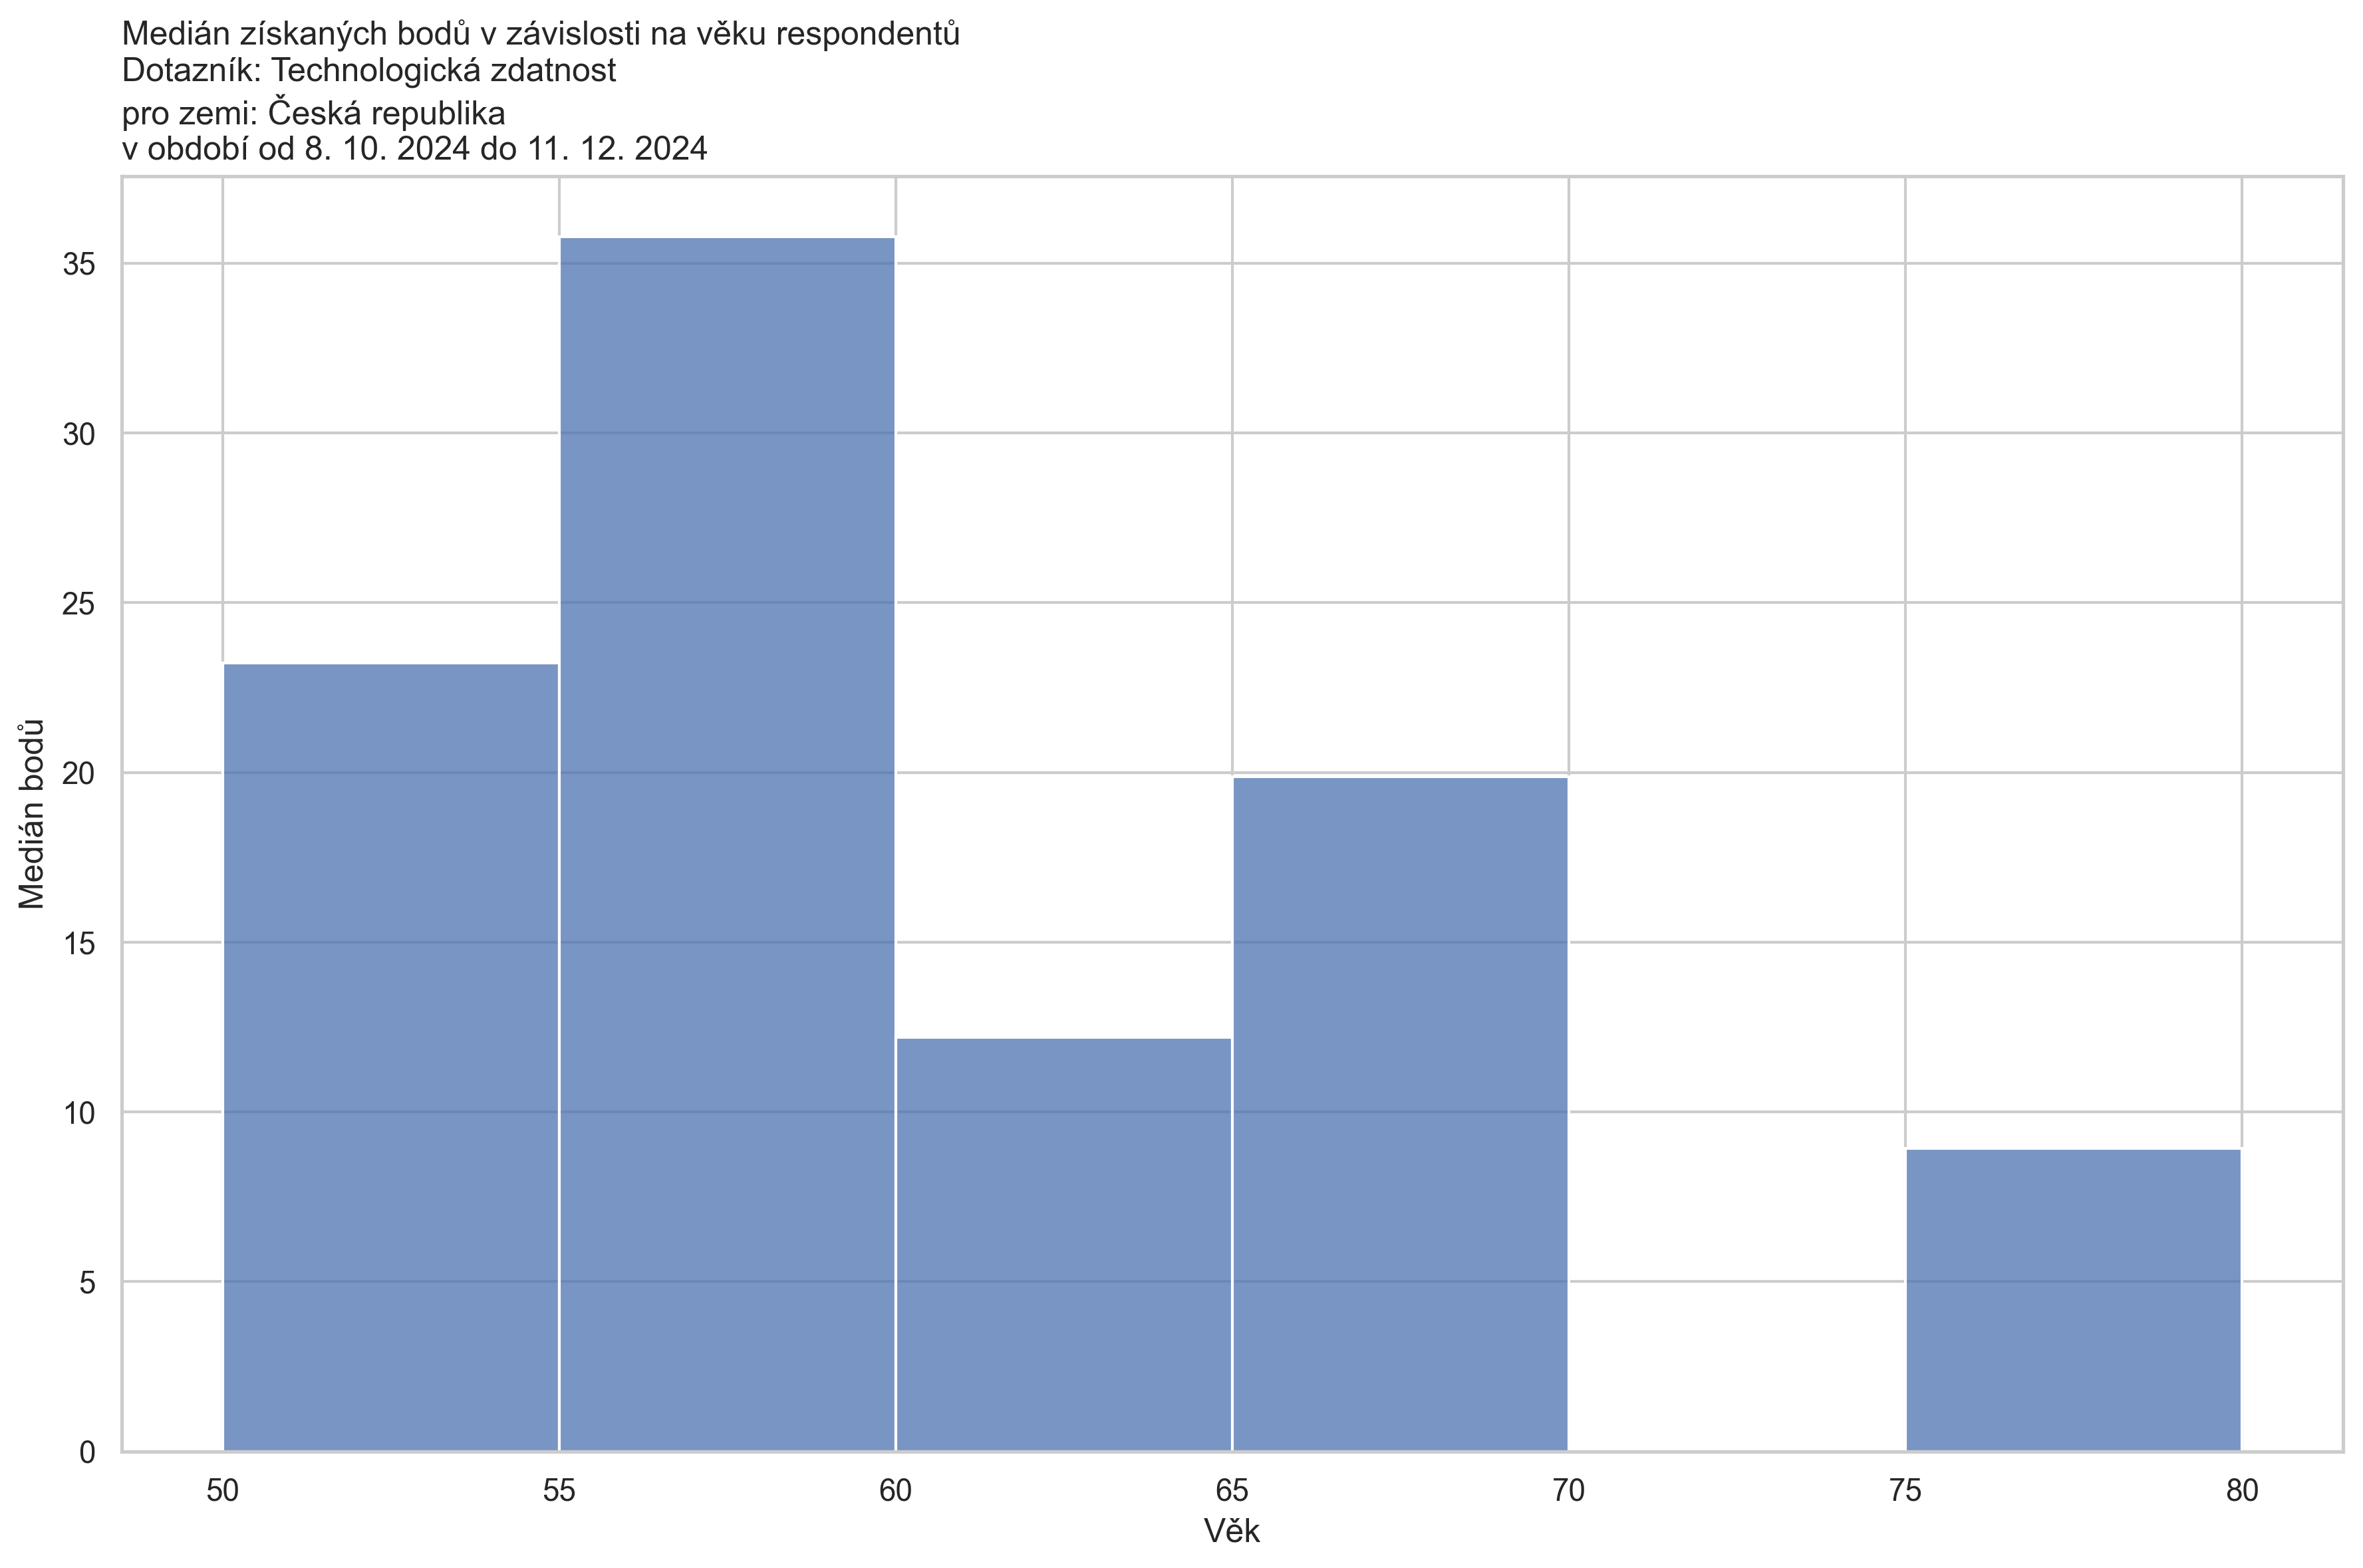 Medián získaných bodů v závislosti na věku respondentů
Dotazník: Technologická zdatnost
pro zemi: Česká republika
v období od 8. 10. 2024 do 11. 12. 2024
35
30
25
20
15
10
5
0
Medián bodů
50 55 60 65 70 75 80
Věk